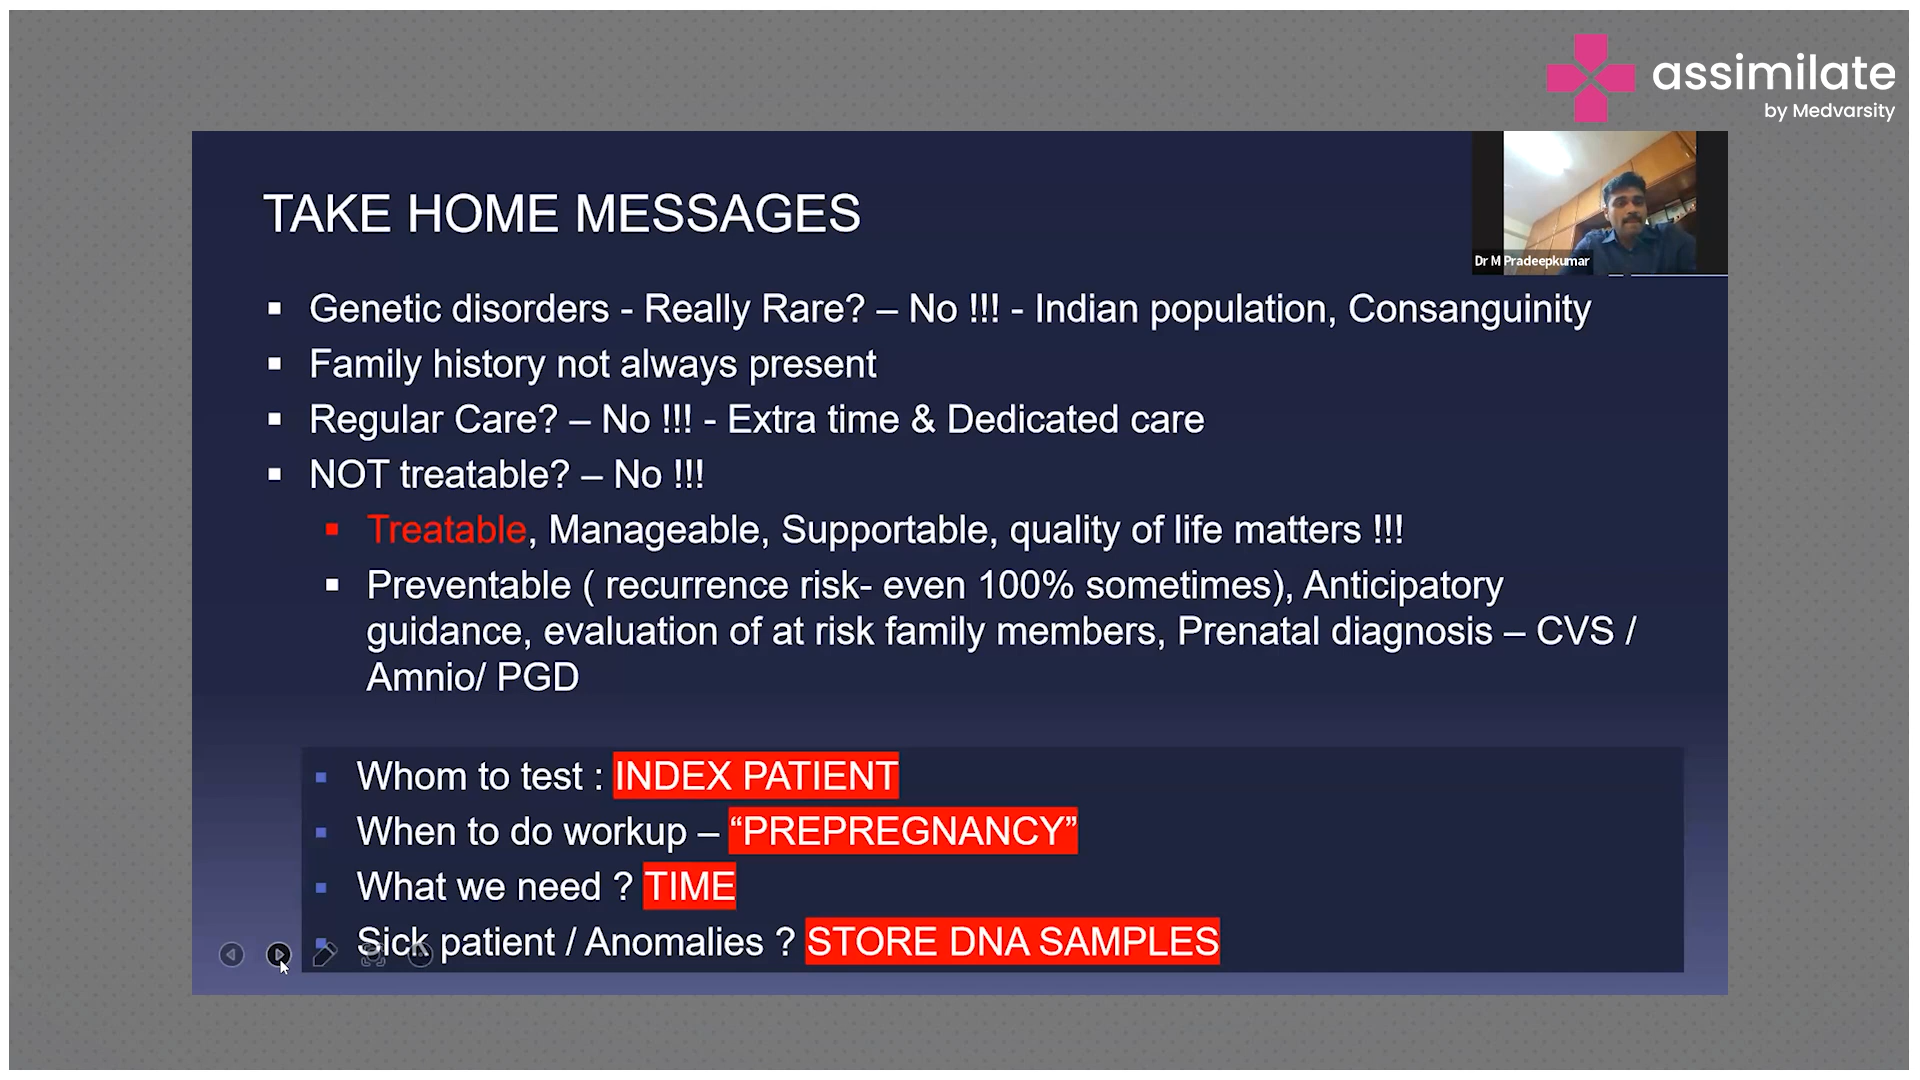 assimilate
by Medvarsity
TAKE HOME MESSAGES
Dr M Pradeepkumar
Genetic disorders - Really Rare? – No !!! - Indian population, Consanguinity
Family history not always present
Regular Care? – No !!! - Extra time & Dedicated care
NOT treatable? – No !!!
Treatable, Manageable, Supportable, quality of life matters !!!
Preventable ( recurrence risk- even 100% sometimes), Anticipatory
guidance, evaluation of at risk family members, Prenatal diagnosis – CVS /
Amnio/ PGD
Whom to test : INDEX PATIENT
When to do workup – “PREPREGNANCY”
What we need ? TIME
Sick patient / Anomalies ? STORE DNA SAMPLES